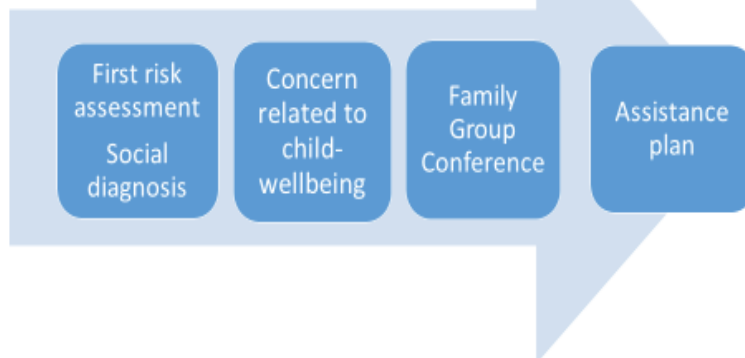 First risk
assessment
Social
diagnosis
Concern
related to
child-
wellbeing
Family
Group
Conference
Assistance
plan